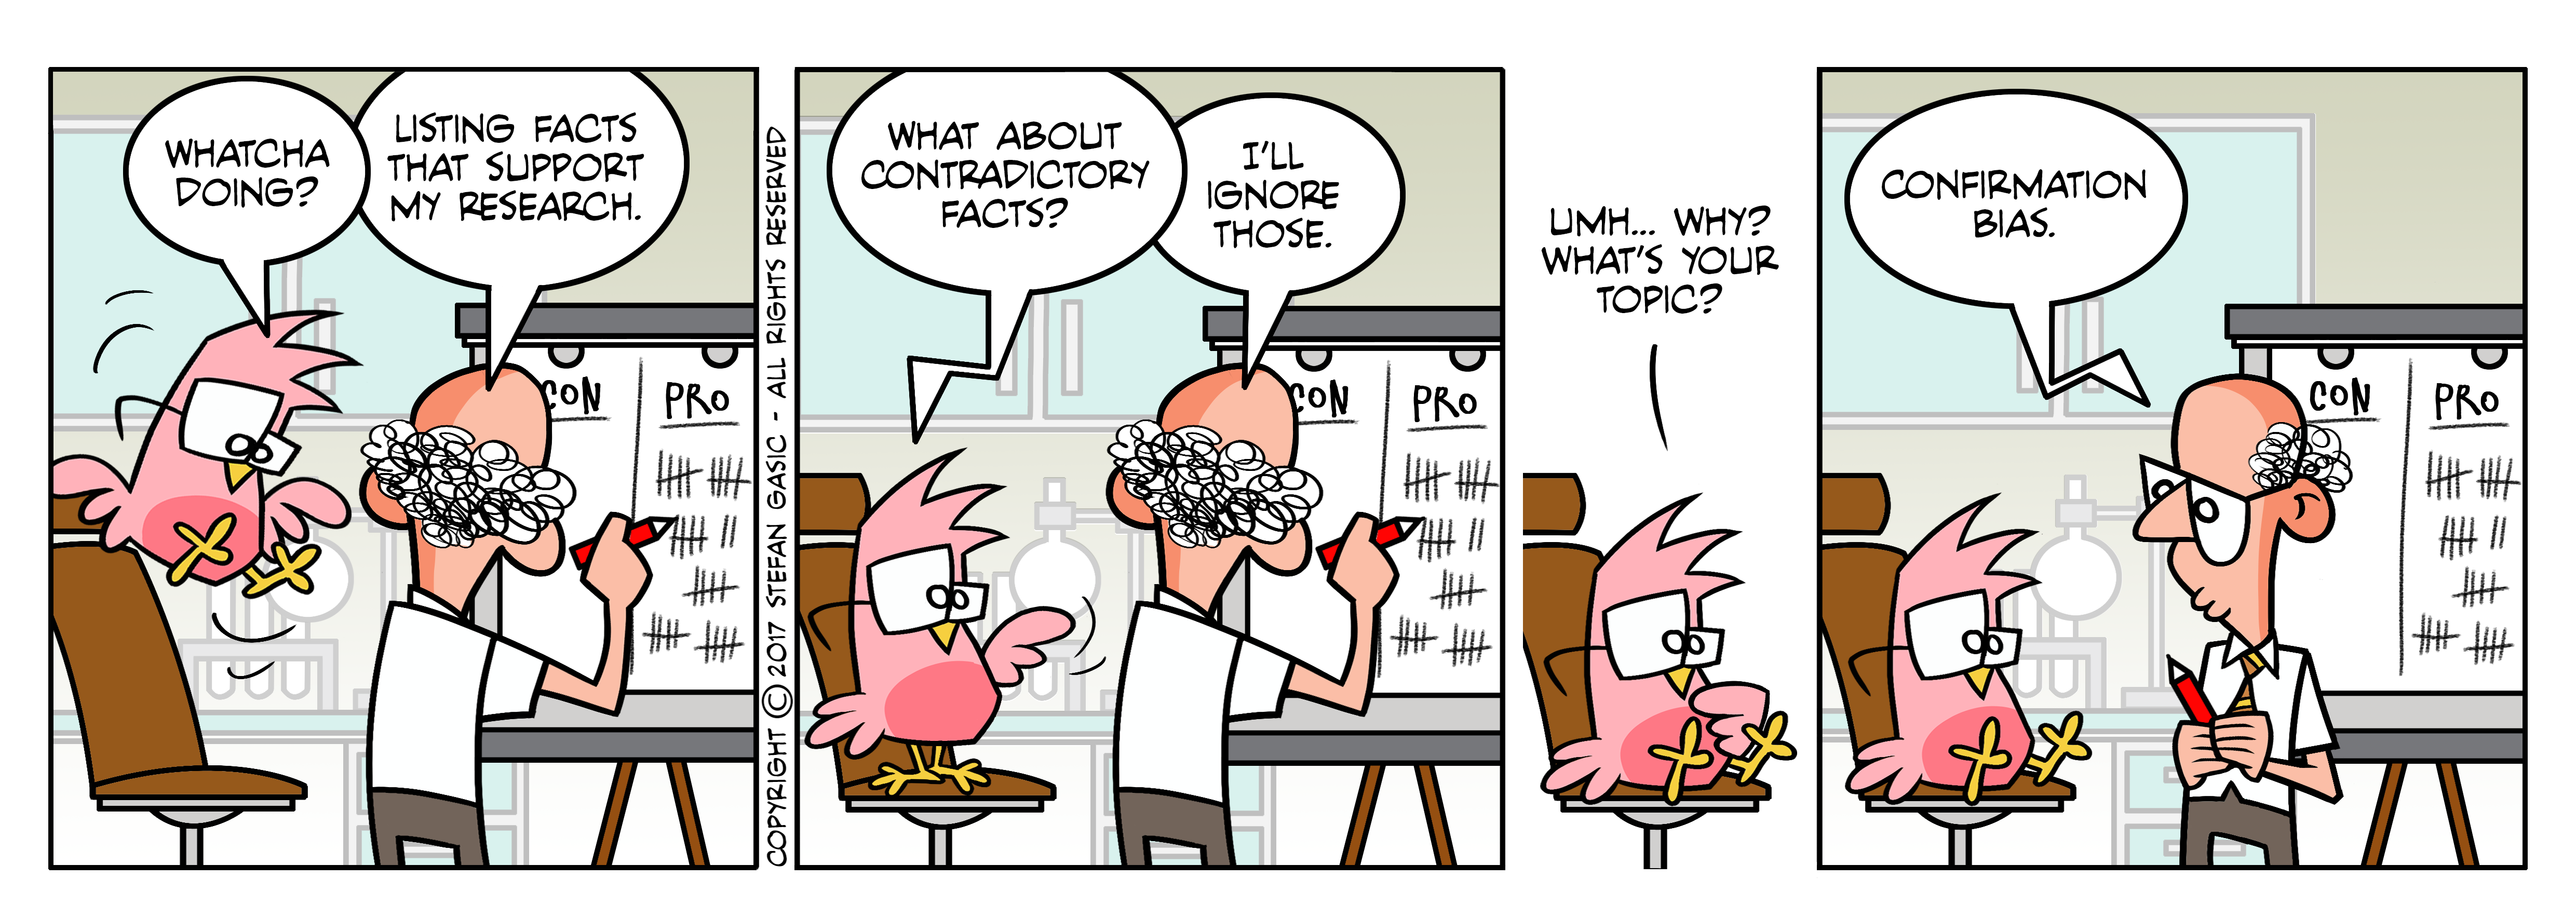 WHATCHA
DOING?
LISTING FACTS
THAT SUPPORT
MY RESEARCH.
CON
PRO
COPYRIGHT © 2017 STEFAN GASIC - ALL RIGHTS RESERVED
WHAT ABOUT
CONTRADICTORY
FACTS?
I'LL
IGNORE
THOSE.
CON
PRO
UMH... WHY?
WHAT'S YOUR
TOPIC?
CONFIRMATION
BIAS.
CON
PRO